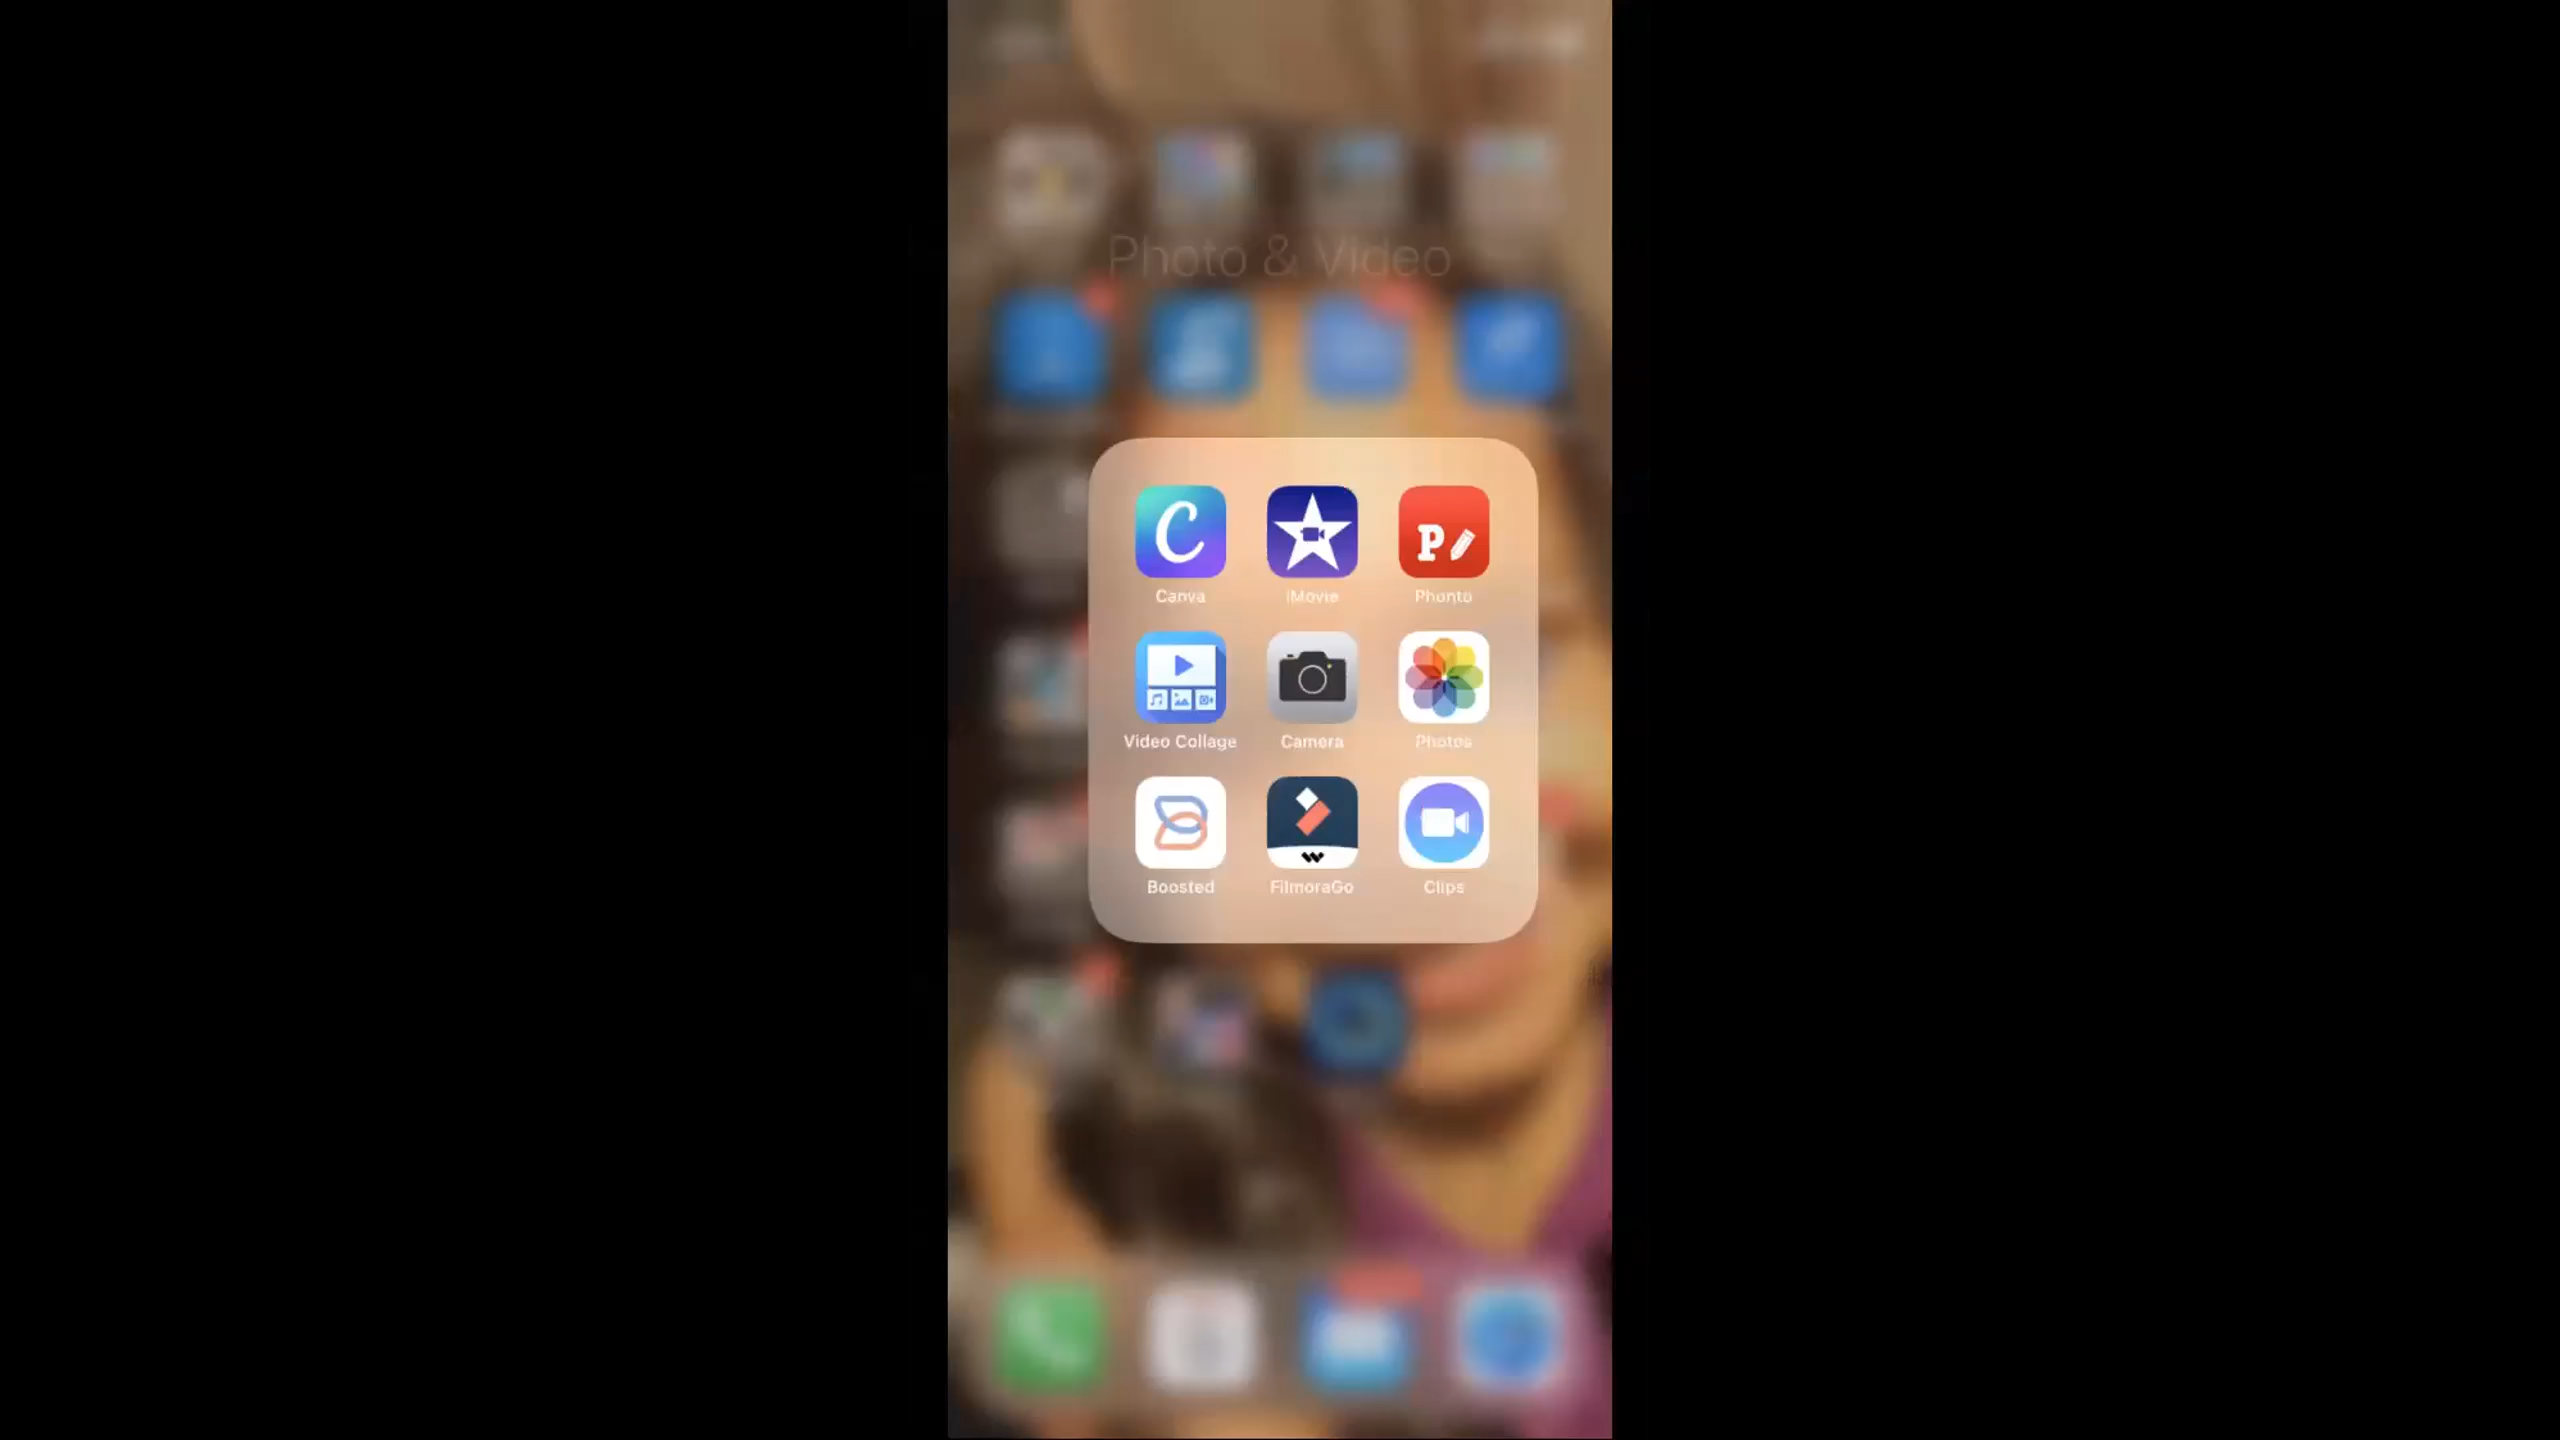 Photo & Video
C
P
Canva iMovie Phonto
Video Collage Camera Photos
Boosted FilmoraGo Clips